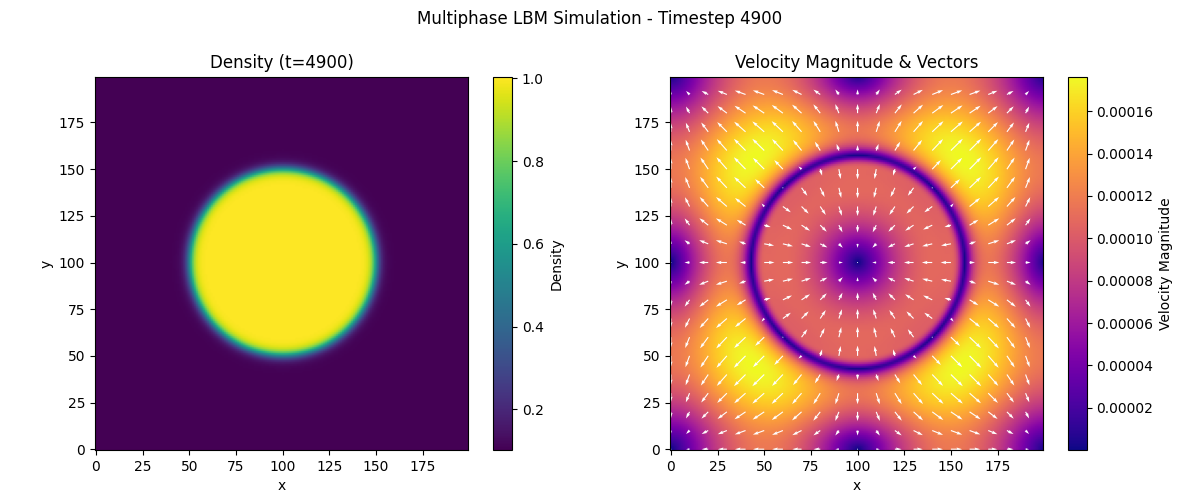 Multiphase LBM Simulation - Timestep 4900
Density (t=4900)
y
175
150
125
100
75
50
25
0
0 25 50 75 100 125 150 175
x
1.0
0.8
0.6
0.4
0.2
Density
Velocity Magnitude & Vectors
y
175
150
125
100
75
50
25
0
0 25 50 75 100 125 150 175
x
0.00016
0.00014
0.00012
0.00010
0.00008
0.00006
0.00004
0.00002
Velocity Magnitude